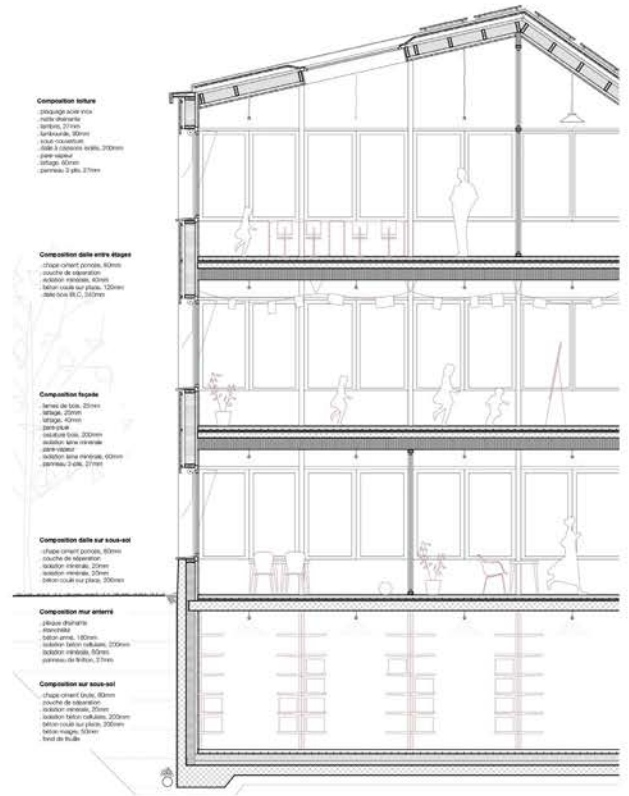 Composition toiture
. plaquage acier inox
. natte drainante
. lambris, 27mm
. lambourde, 90mm
. sous-couverture
. dalle à caissons isolés, 200mm
. pare-vapeur
. lattage, 60mm
. panneau 3-plis, 27mm
Composition dalle entre étages
. chape ciment poncée, 80mm
. couche de séparation
. isolation minérale, 40mm
. béton coulé sur place, 120mm
. dalle bois BLC, 240mm
Composition façade
. lames de bois, 25mm
. lattage, 25mm
. lattage, 40mm
. pare-pluie
. ossature bois, 200mm
. isolation laine minérale
. pare-vapeur
. isolation laine minérale, 60mm
. panneau 3-plis, 27mm
Composition dalle sur sous-sol
. chape ciment poncée, 80mm
. couche de séparation
. isolation minérale, 20mm
. isolation minérale, 20mm
. béton coulé sur place, 200mm
Composition mur enterré
. plaque drainante
. étanchéité
. béton armé, 180mm
. isolation béton cellulaire, 200mm
. isolation minérale, 60mm
. panneau de finition, 27mm
Composition sur sous-sol
. chape ciment brute, 80mm
. couche de séparation
. isolation minérale, 20mm
. isolation béton cellulaire, 200mm
. béton coulé sur place, 200mm
. béton maigre, 50mm
. fond de fouille